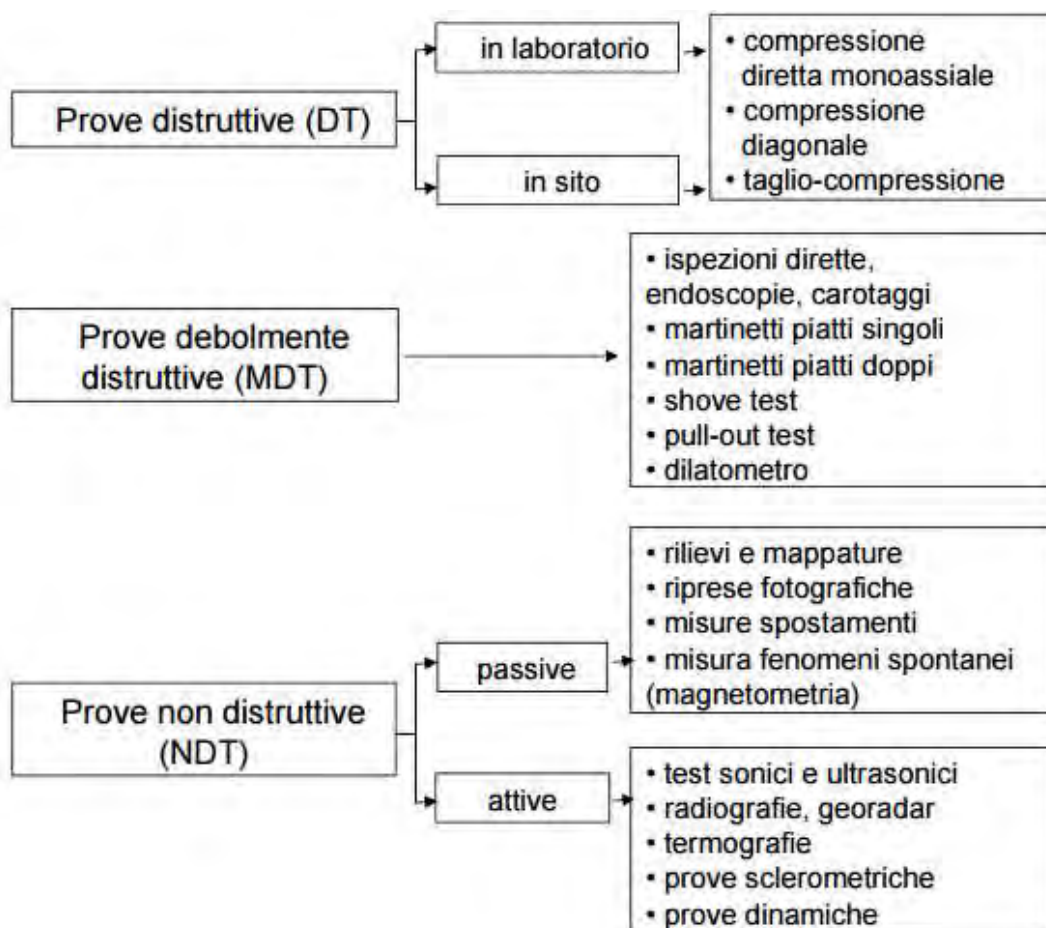 Prove distruttive (DT)
in laboratorio
in sito
• compressione
diretta monoassiale
• compressione
diagonale
• taglio-compressione
Prove debolmente
distruttive (MDT)
• ispezioni dirette,
endoscopie, carotaggi
• martinetti piatti singoli
• martinetti piatti doppi
• shove test
• pull-out test
• dilatometro
Prove non distruttive
(NDT)
passive
• rilievi e mappature
• riprese fotografiche
• misure spostamenti
• misura fenomeni spontanei
(magnetometria)
attive
• test sonici e ultrasonici
• radiografie, georadar
• termografie
• prove sclerometriche
• prove dinamiche